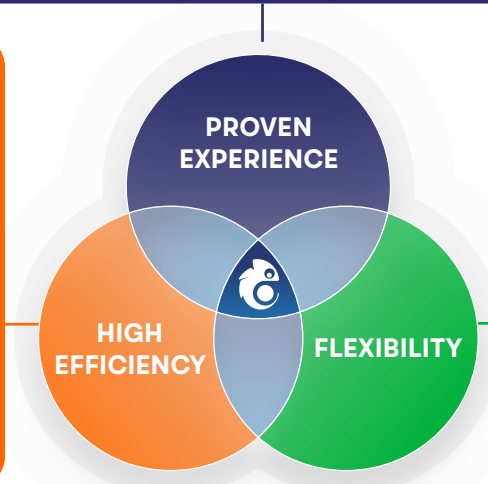 PROVEN
EXPERIENCE
HIGH
EFFICIENCY
FLEXIBILITY